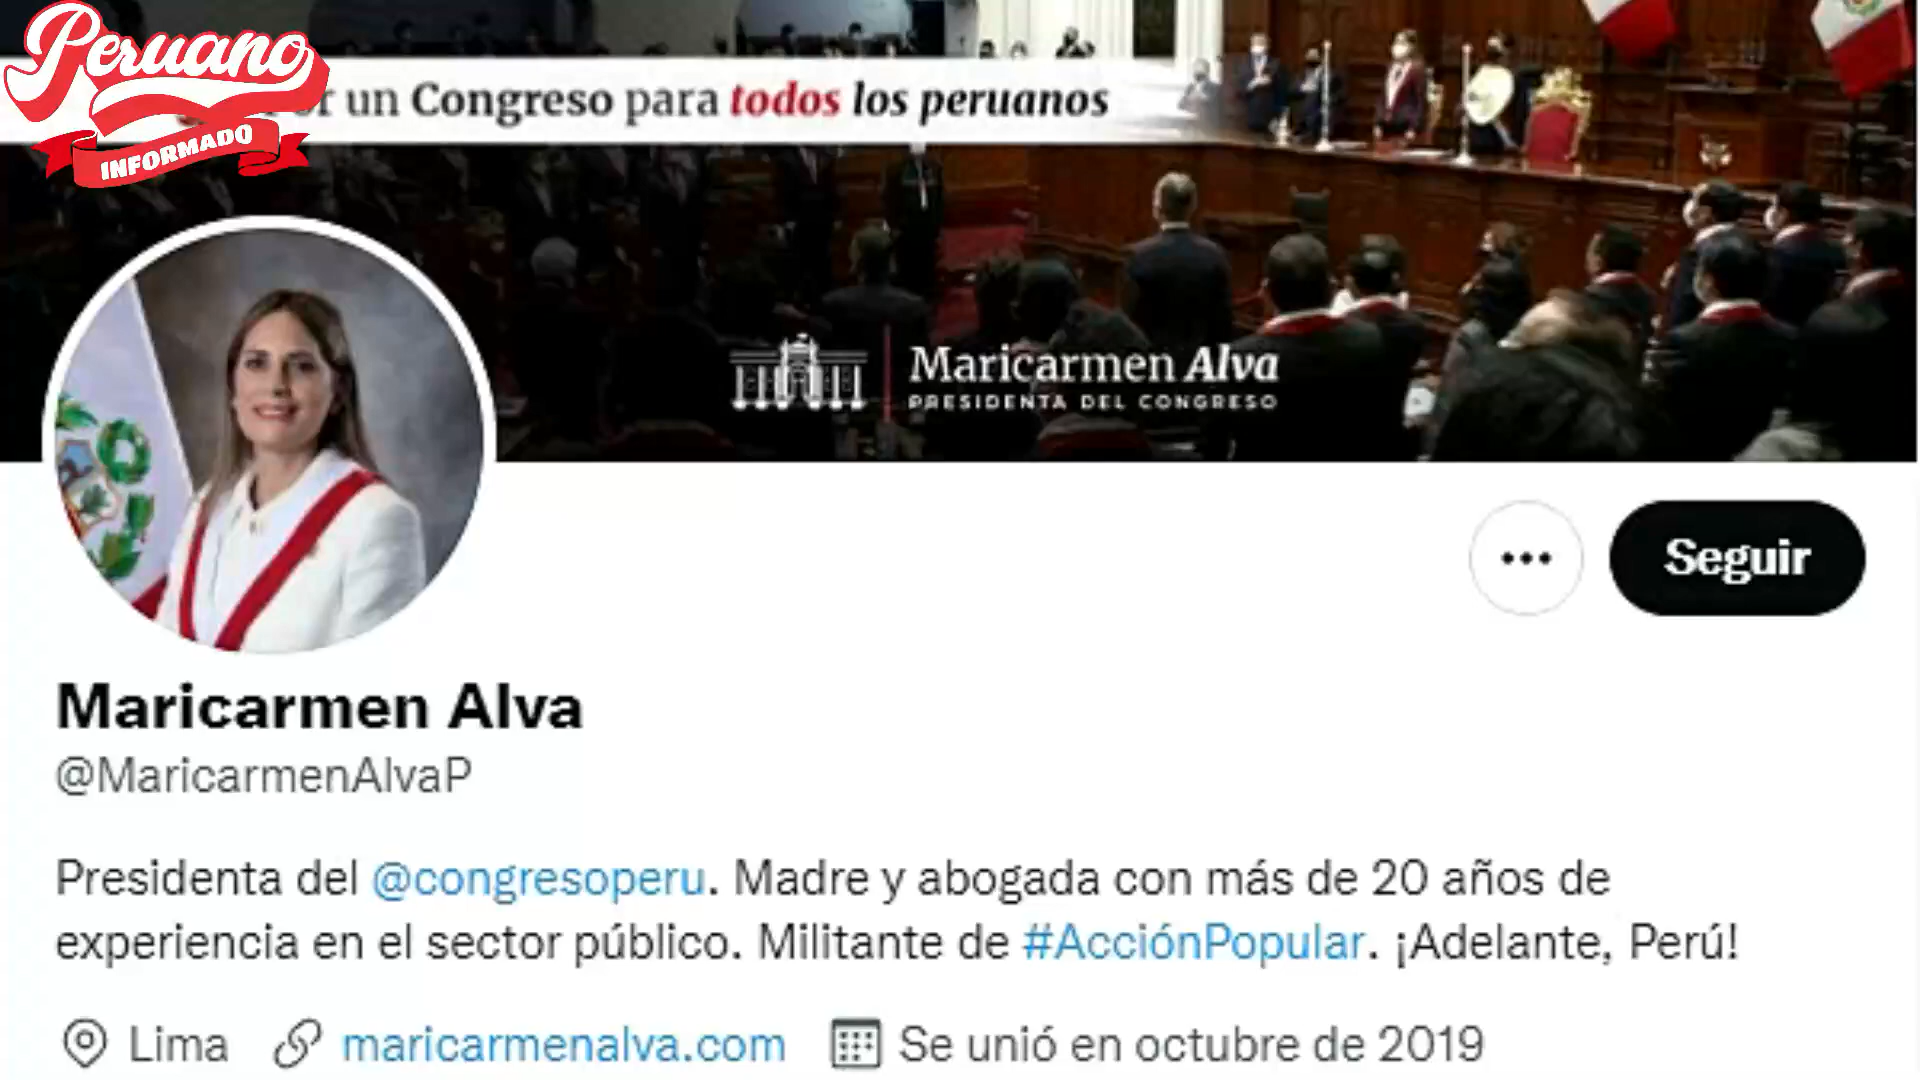 Peruano
INFORMADO
r un Congreso para todos los peruanos
Maricarmen Alva
PRESIDENTA DEL CONGRESO
Seguir
Maricarmen Alva
@MaricarmenAlvaP
Presidenta del @congresoperu. Madre y abogada con más de 20 años de
experiencia en el sector público. Militante de #AcciónPopular. ¡Adelante, Perú!
Lima maricarmenalva.com Se unió en octubre de 2019